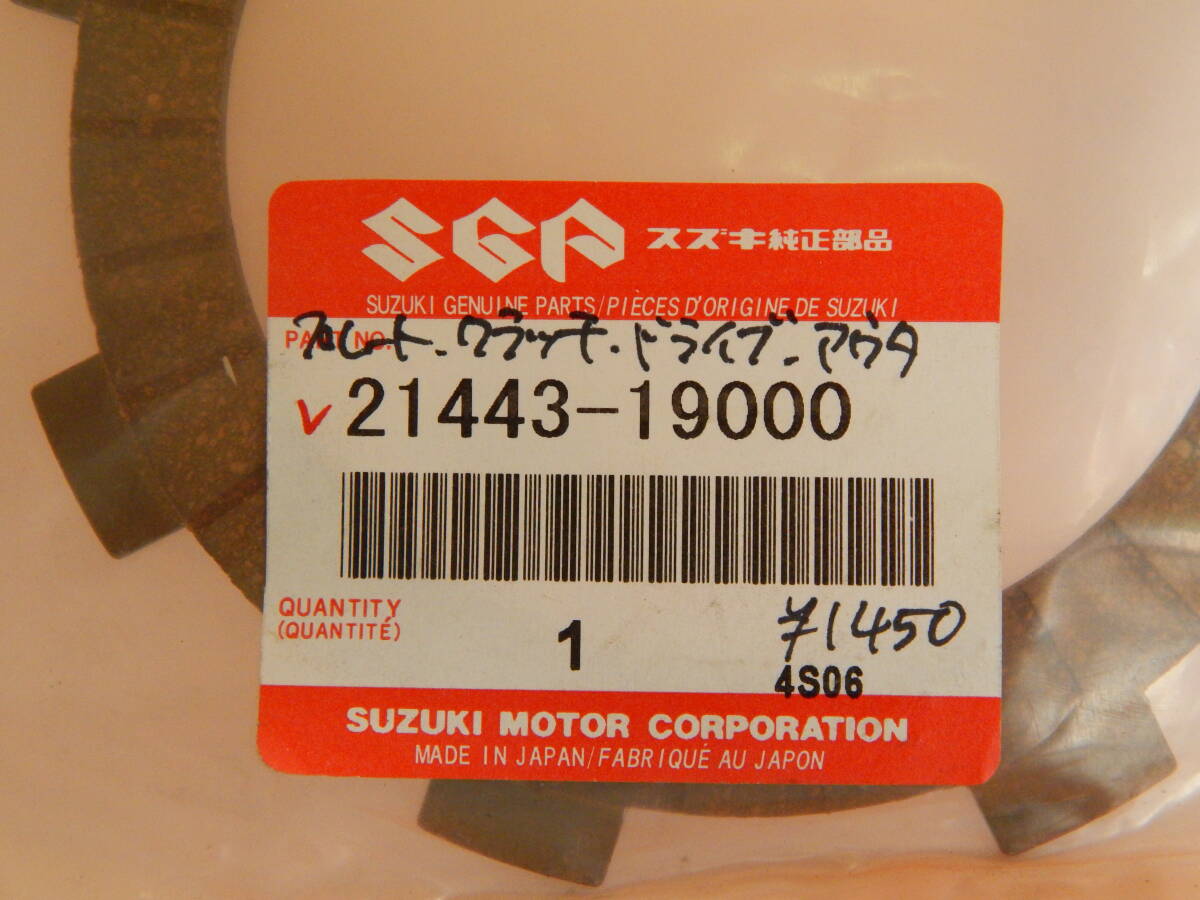 SGP スズキ純正部品
SUZUKI GENUINE PARTS/PIÈCES D'ORIGINE DE SUZUKI
PART NO.
プレート.クラッチ.ドライブ.アウタ
✓ 21443-19000
QUANTITY
(QUANTITÉ)
1
¥1450
4S06
SUZUKI MOTOR CORPORATION
MADE IN JAPAN/FABRIQUÉ AU JAPON